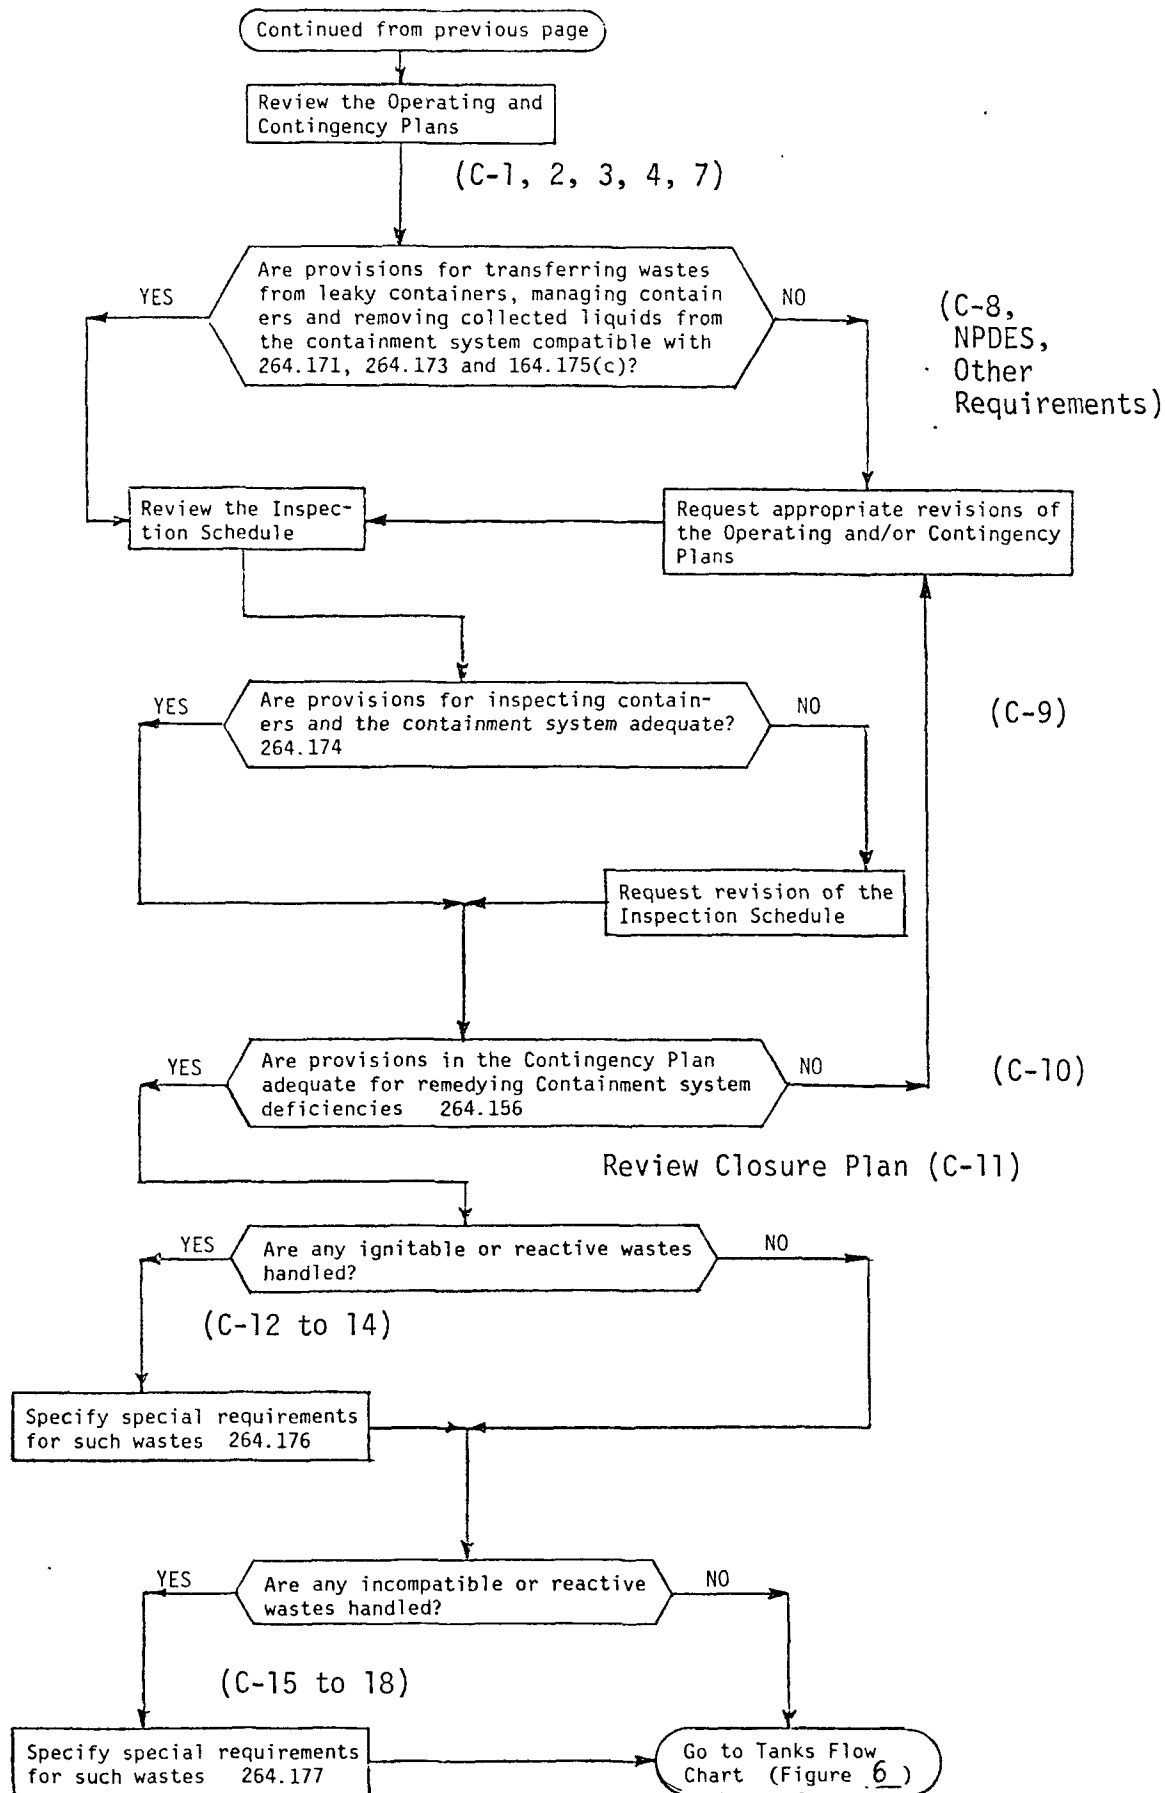 Continued from previous page
Review the Operating and
Contingency Plans
(C-1, 2, 3, 4, 7)
Are provisions for transferring wastes
from leaky containers, managing contain
ers and removing collected liquids from
the containment system compatible with
264.171, 264.173 and 164.175(c)?
YES
NO
(C-8,
NPDES,
Other
Requirements)
Review the Inspec-
tion Schedule
Request appropriate revisions of
the Operating and/or Contingency
Plans
Are provisions for inspecting contain-
ers and the containment system adequate?
264.174
YES
NO
(C-9)
Request revision of the
Inspection Schedule
Are provisions in the Contingency Plan
adequate for remedying Containment system
deficiencies 264.156
YES
NO
(C-10)
Review Closure Plan (C-11)
Are any ignitable or reactive wastes
handled?
YES
NO
(C-12 to 14)
Specify special requirements
for such wastes 264.176
Are any incompatible or reactive
wastes handled?
YES
NO
(C-15 to 18)
Specify special requirements
for such wastes 264.177
Go to Tanks Flow
Chart (Figure 6)